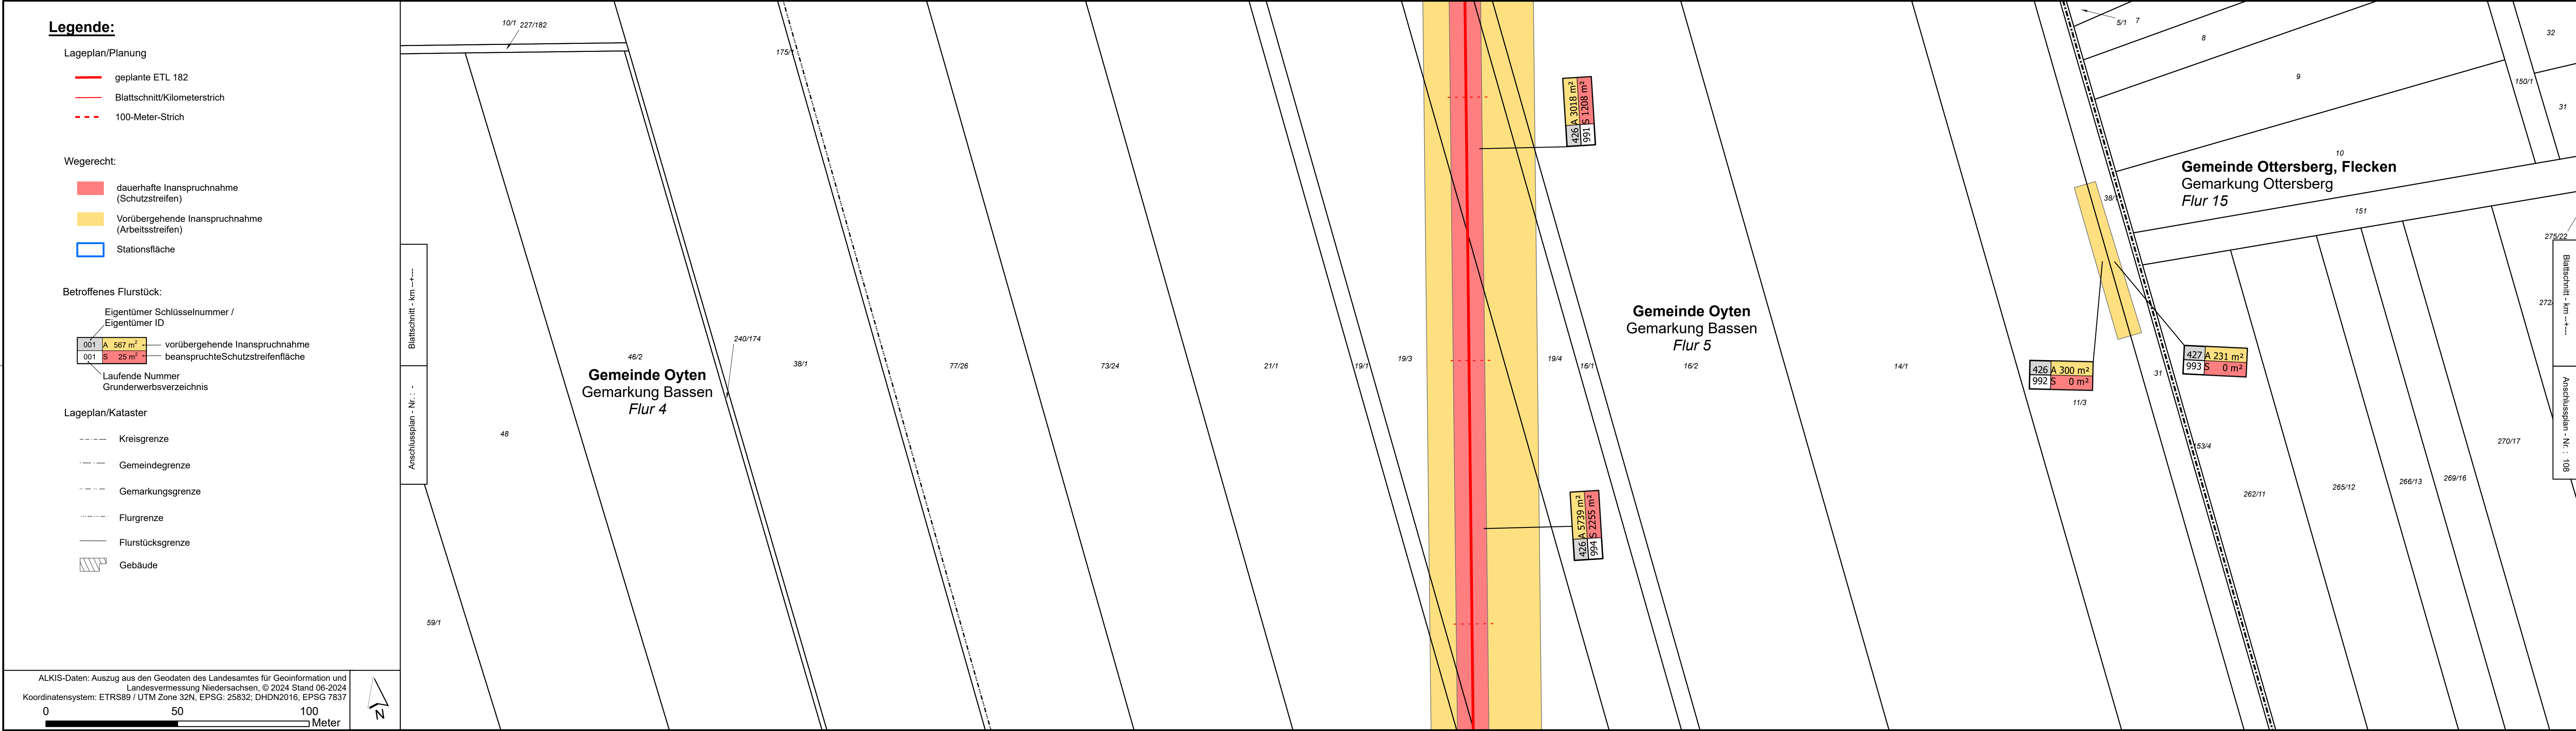 Legende:
Lageplan/Planung
geplante ETL 182
Blattschnitt/Kilometerstrich
100-Meter-Strich
Wegerecht:
dauerhafte Inanspruchnahme
(Schutzstreifen)
Vorübergehende Inanspruchnahme
(Arbeitsstreifen)
Stationsfläche
Betroffenes Flurstück:
Eigentümer Schlüsselnummer /
Eigentümer ID
001 A 567 m² vorübergehende Inanspruchnahme
001 S 25 m² beanspruchteSchutzstreifenfläche
Laufende Nummer
Grunderwerbsverzeichnis
Lageplan/Kataster
Kreisgrenze
Gemeindegrenze
Gemarkungsgrenze
Flurgrenze
Flurstücksgrenze
Gebäude
ALKIS-Daten: Auszug aus den Geodaten des Landesamtes für Geoinformation und
Landesvermessung Niedersachsen, © 2024 Stand 06-2024
Koordinatensystem: ETRS89 / UTM Zone 32N, EPSG: 25832; DHDN2016, EPSG 7837
0 50 100
Meter
N
Blattschnitt - km --+---
Anschlussplan - Nr. : -
10/1 227/182
175/1
240/174
46/2
Gemeinde Oyten
Gemarkung Bassen
Flur 4
48
59/1
38/1
77/26
73/24
21/1
19/1
19/3
19/4
16/1
16/2
14/1
426 A 3018 m²
991 S 1208 m²
Gemeinde Oyten
Gemarkung Bassen
Flur 5
426 A 5739 m²
994 S 2255 m²
426 A 300 m²
992 S 0 m²
11/3
31
427 A 231 m²
993 S 0 m²
153/4
5/1 7
8
9
10
32
150/1
31
Gemeinde Ottersberg, Flecken
Gemarkung Ottersberg
Flur 15
151
275/22
262/11
265/12
266/13
269/16
270/17
Blattschnitt - km --+---
Anschlussplan - Nr. : 108